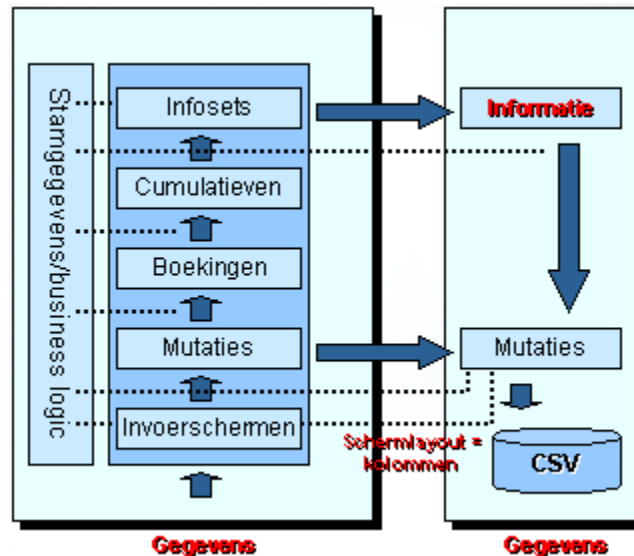 Stamgegevens/business logic
Infosets
Cumulatieven
Boekingen
Mutaties
Invoerschermen
Informatie
Mutaties
Schermlayout =
kolommen
CSV
Gegevens
Gegevens